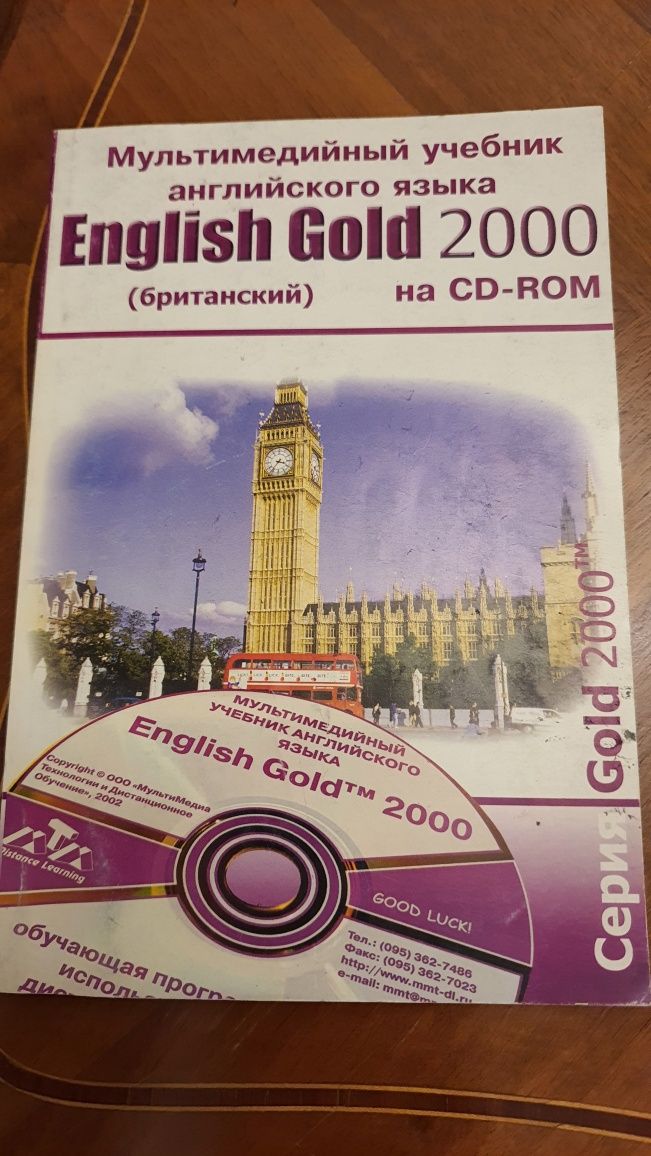 Мультимедийный учебник
английского языка
English Gold 2000
(британский) на CD-ROM
Серия Gold 2000™
МУЛЬТИМЕДИЙНЫЙ
УЧЕБНИК АНГЛИЙСКОГО
ЯЗЫКА
English Gold™ 2000
Copyright © ООО «МультиМедиа
Технологии и Дистанционное
Обучение», 2002
Distance Learning
GOOD LUCK!
Тел.: (095) 362-7486
Факс: (095) 362-7023
http://www.mmt-dl.ru
e-mail: mmt@
обучающая